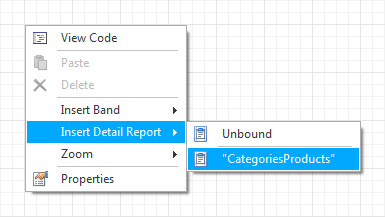 View Code
Paste
Delete
Insert Band
Insert Detail Report
Zoom
Properties
Unbound
"CategoriesProducts"